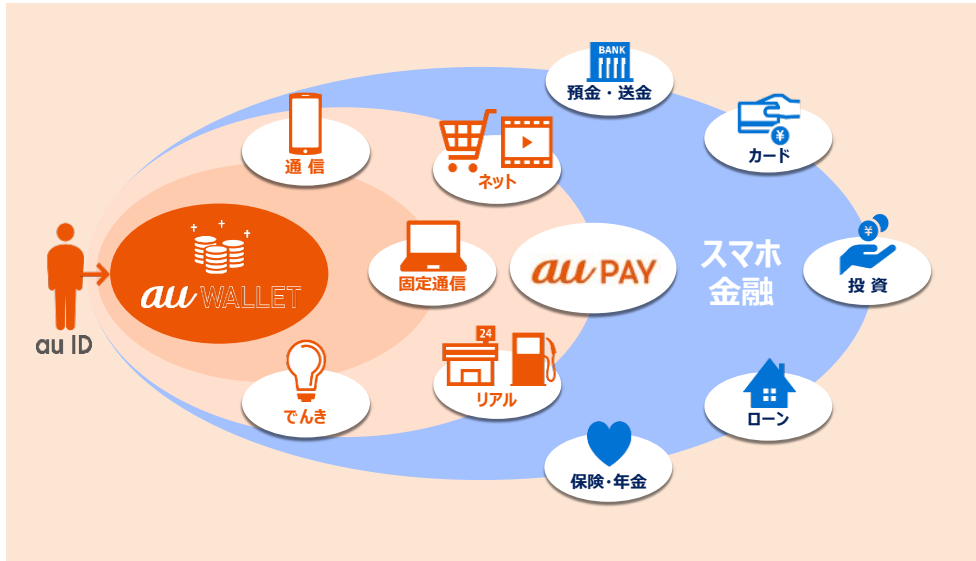 BANK
預金・送金
¥
カード
通信
ネット
au ID
au WALLET
固定通信
au PAY
スマホ
金融
¥
投資
24
リアル
でんき
ローン
保険・年金